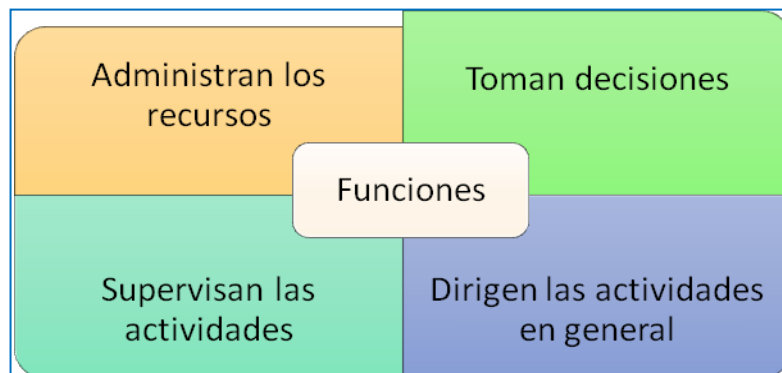 Administran los
recursos
Toman decisiones
Funciones
Supervisan las
actividades
Dirigen las actividades
en general